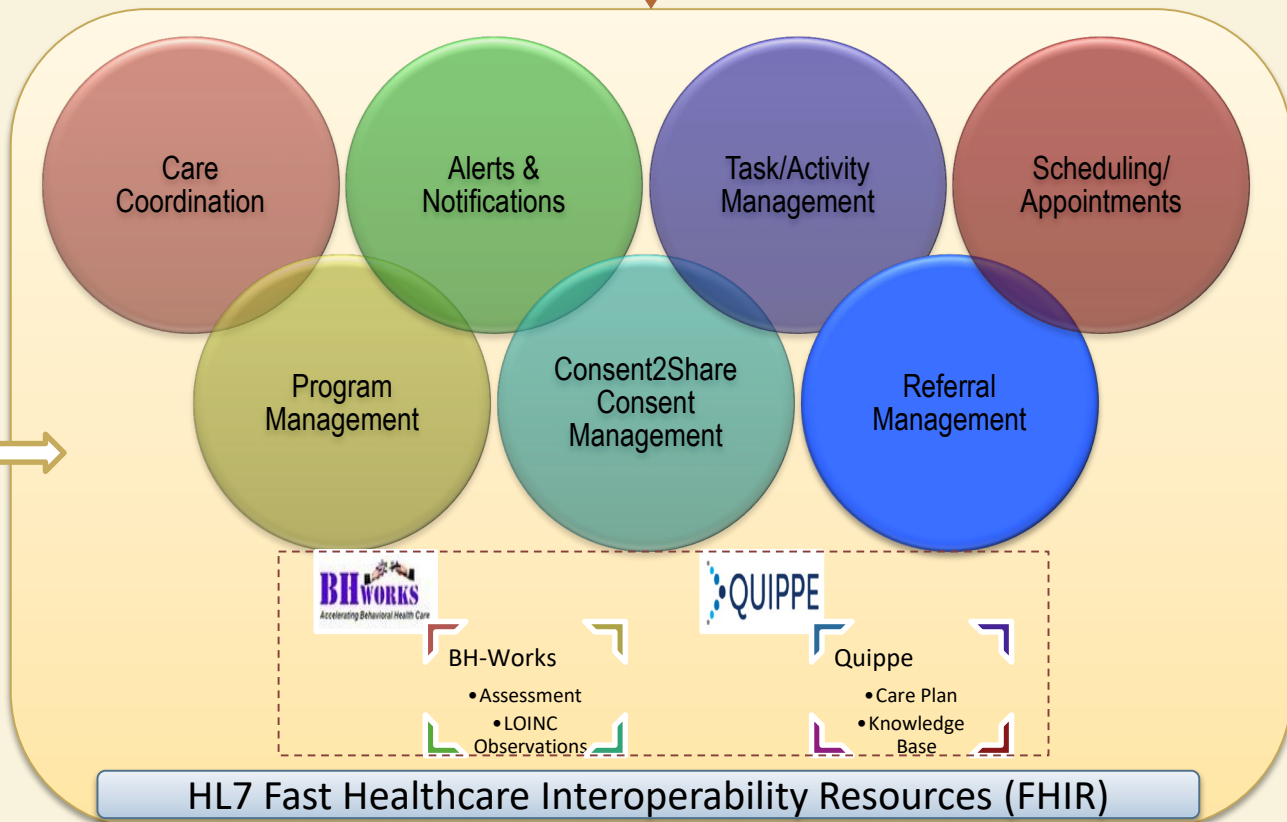 Care
Coordination
Alerts &
Notifications
Task/Activity
Management
Scheduling/
Appointments
Program
Management
Consent2Share
Consent
Management
Referral
Management
BHWORKS
Accelerating Behavioral Health Care
QUIPPE
BH-Works
•Assessment
•LOINC
Observations
Quippe
•Care Plan
•Knowledge
Base
HL7 Fast Healthcare Interoperability Resources (FHIR)